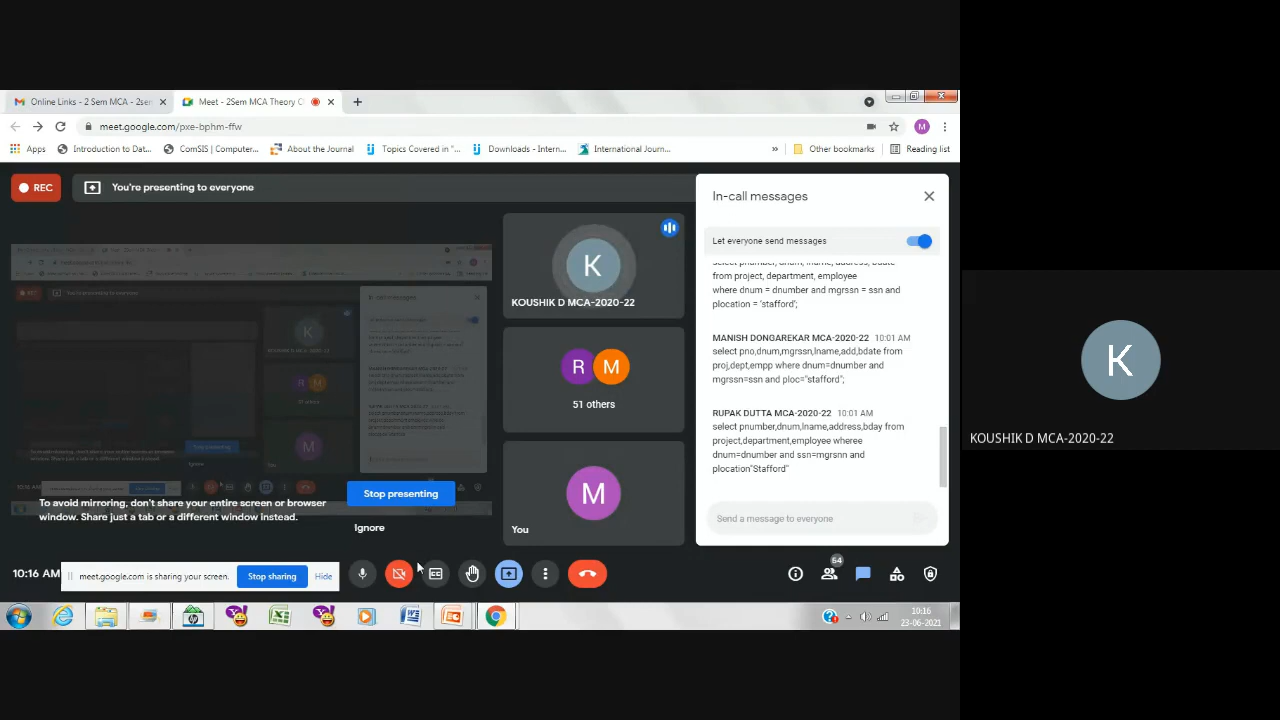 Online Links - 2 Sem MCA - 2sem
Meet - 2Sem MCA Theory C
meet.google.com/pxe-bphm-ffw
Apps
Introduction to Dat...
ComSIS | Computer...
About the Journal
Topics Covered in "...
Downloads - Intern...
International Journ...
»
Other bookmarks
Reading list
M
REC
You're presenting to everyone
K
KOUSHIK D MCA-2020-22
R M
51 others
M
You
To avoid mirroring, don't share your entire screen or browser
window. Share just a tab or a different window instead.
Stop presenting
Ignore
In-call messages
Let everyone send messages
from project, department, employee
where dnum = dnumber and mgrssn = ssn and
plocation = 'stafford';
MANISH DONGAREKAR MCA-2020-22 10:01 AM
select pno,dnum,mgrssn,lname,add,bdate from
proj,dept,empp where dnum=dnumber and
mgrssn=ssn and ploc="stafford";
RUPAK DUTTA MCA-2020-22 10:01 AM
select pnumber,dnum,lname,address,bday from
project,department,employee wheree
dnum=dnumber and ssn=mgrssn and
plocation"Stafford"
Send a message to everyone
10:16 AM
meet.google.com is sharing your screen.
Stop sharing
Hide
54
10:16
23-06-2021
K
KOUSHIK D MCA-2020-22